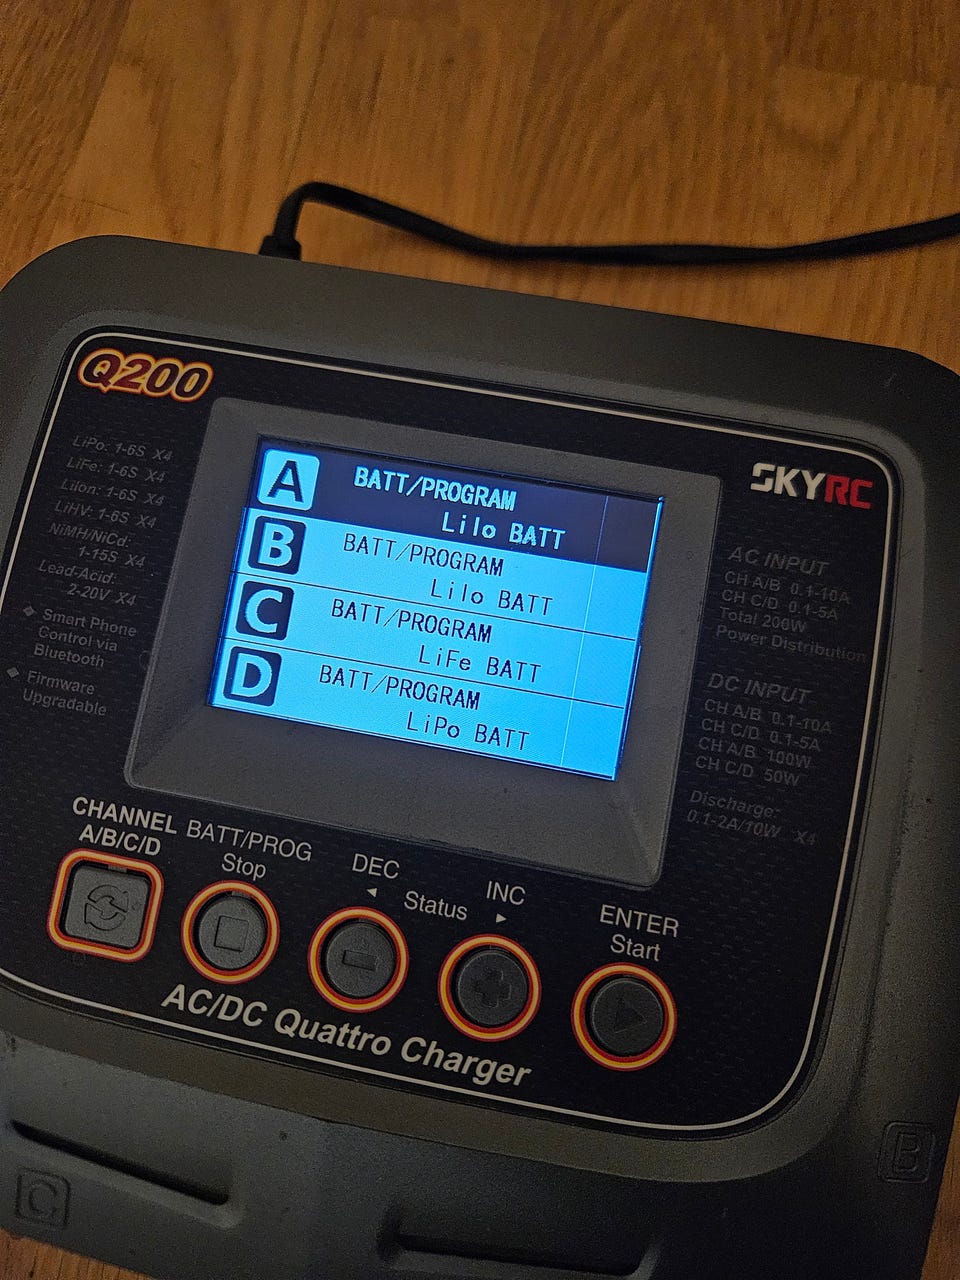 Q200
LiPo: 1-6S X4
LiFe: 1-6S X4
LiIon: 1-6S X4
LiHV: 1-6S X4
NiMH/NiCd:
1-15S X4
Lead-Acid:
2-20V X4
Smart Phone
Control via
Bluetooth
Firmware
Upgradable
A BATT/PROGRAM
LiIo BATT
B BATT/PROGRAM
LiIo BATT
C BATT/PROGRAM
LiFe BATT
D BATT/PROGRAM
LiPo BATT
SKYRC
AC INPUT
CH A/B 0.1-10A
CH C/D 0.1-5A
Total 200W
Power Distribution
DC INPUT
CH A/B 0.1-10A
CH C/D 0.1-5A
CH A/B 100W
CH C/D 50W
Discharge:
0.1-2A/10W X4
CHANNEL
A/B/C/D
BATT/PROG
Stop
DEC
Status
INC
ENTER
Start
AC/DC Quattro Charger
C
B